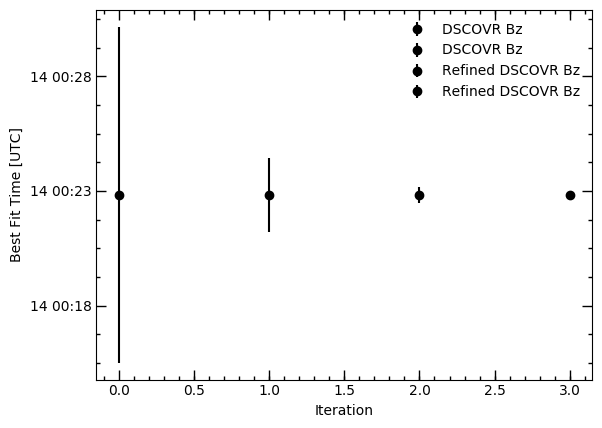 DSCOVR Bz
DSCOVR Bz
Refined DSCOVR Bz
Refined DSCOVR Bz
14 00:28
14 00:23
14 00:18
Best Fit Time [UTC]
0.0 0.5 1.0 1.5 2.0 2.5 3.0
Iteration